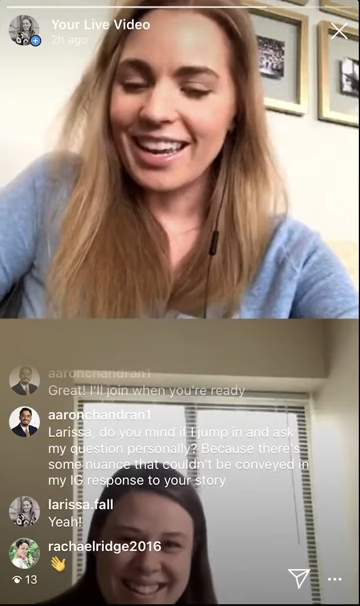 Your Live Video
2h ago
aaronchandran1
Great! I'll join when you're ready
aaronchandran1
Larissa, do you mind if I jump in and ask
my question personally? Because there's
some nuance that couldn't be conveyed in
my IG response to your story
larissa.fall
Yeah!
rachaelridge2016
👋
13